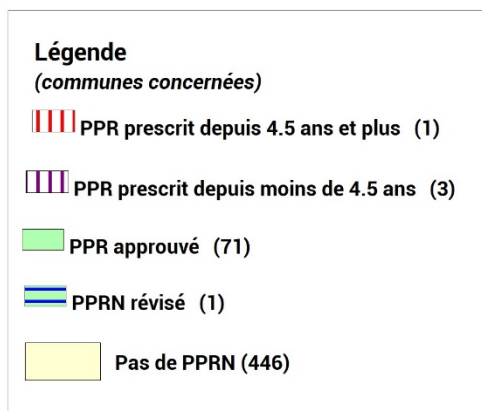 Légende
(communes concernées)
PPR prescrit depuis 4.5 ans et plus (1)
PPR prescrit depuis moins de 4.5 ans (3)
PPR approuvé (71)
PPRN révisé (1)
Pas de PPRN (446)